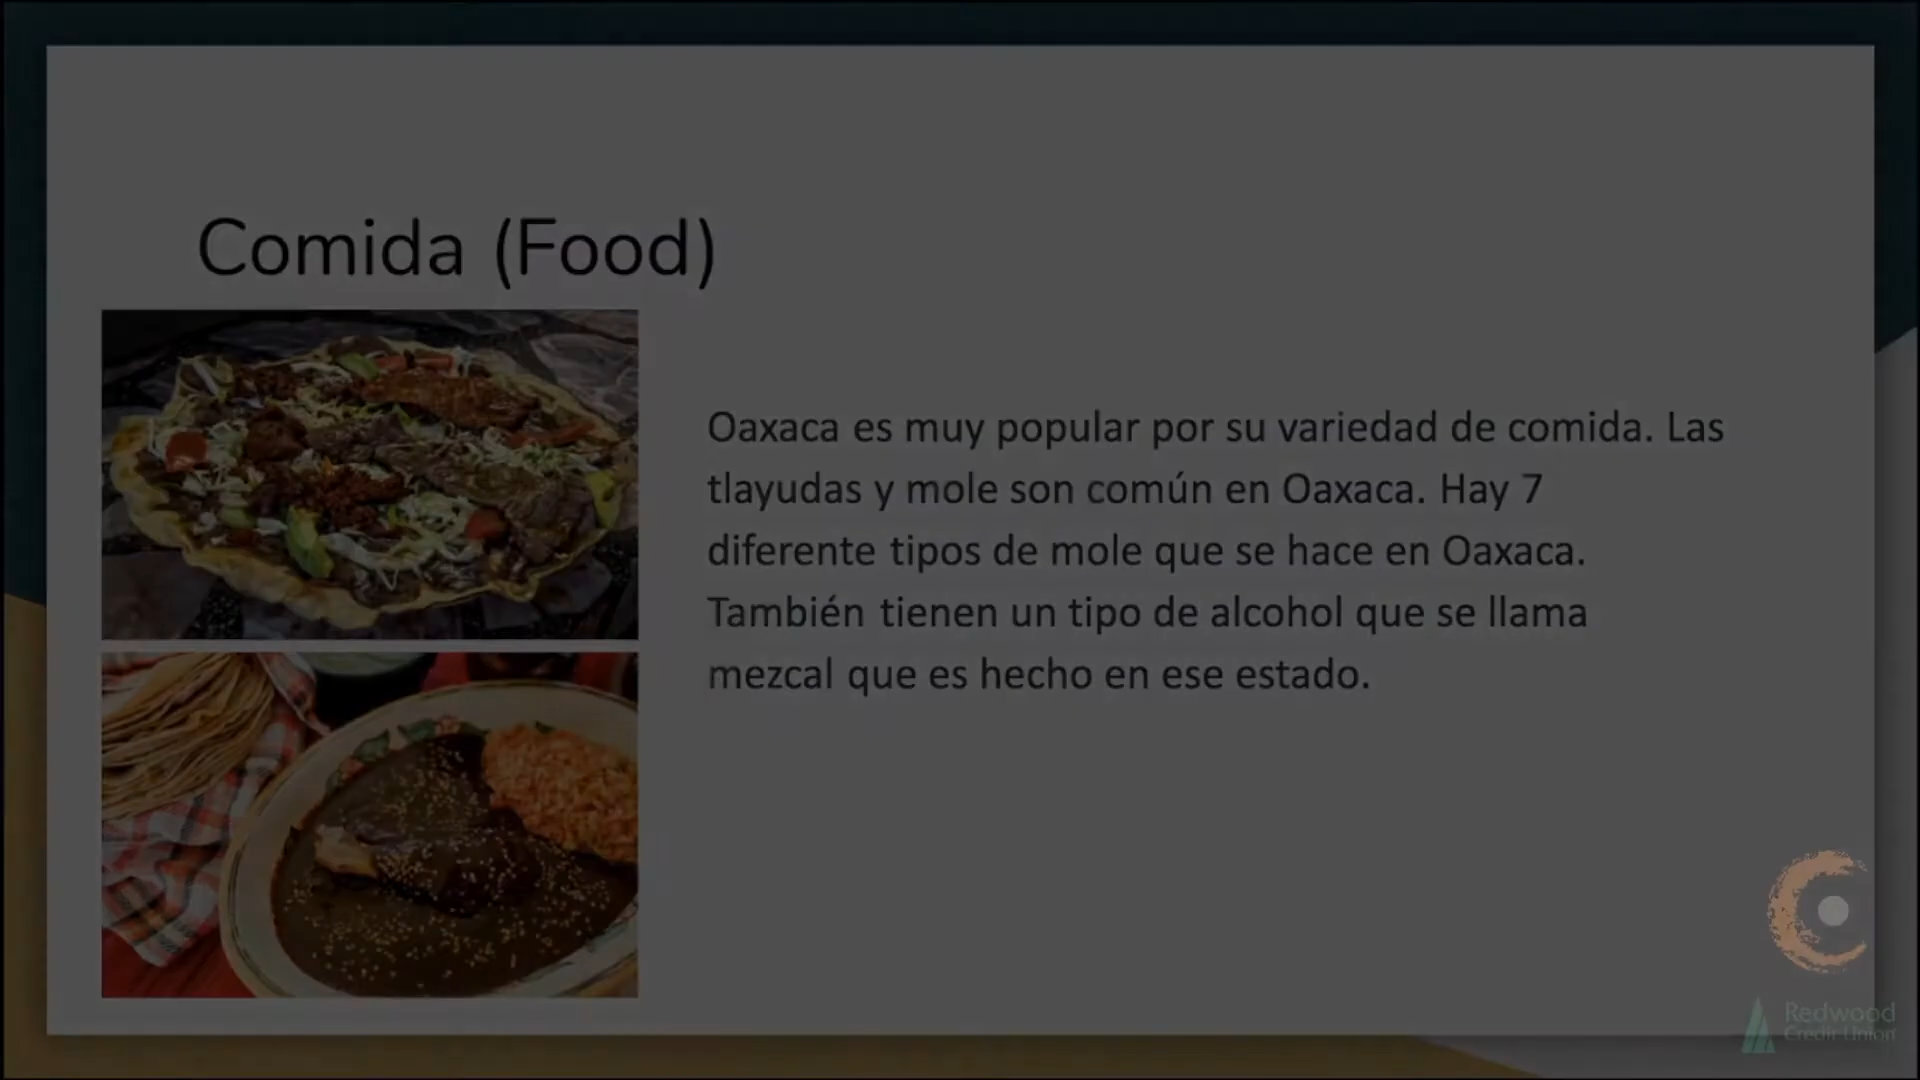 Comida (Food)
Oaxaca es muy popular por su variedad de comida. Las
tlayudas y mole son común en Oaxaca. Hay 7
diferente tipos de mole que se hace en Oaxaca.
También tienen un tipo de alcohol que se llama
mezcal que es hecho en ese estado.
Redwood
Credit Union